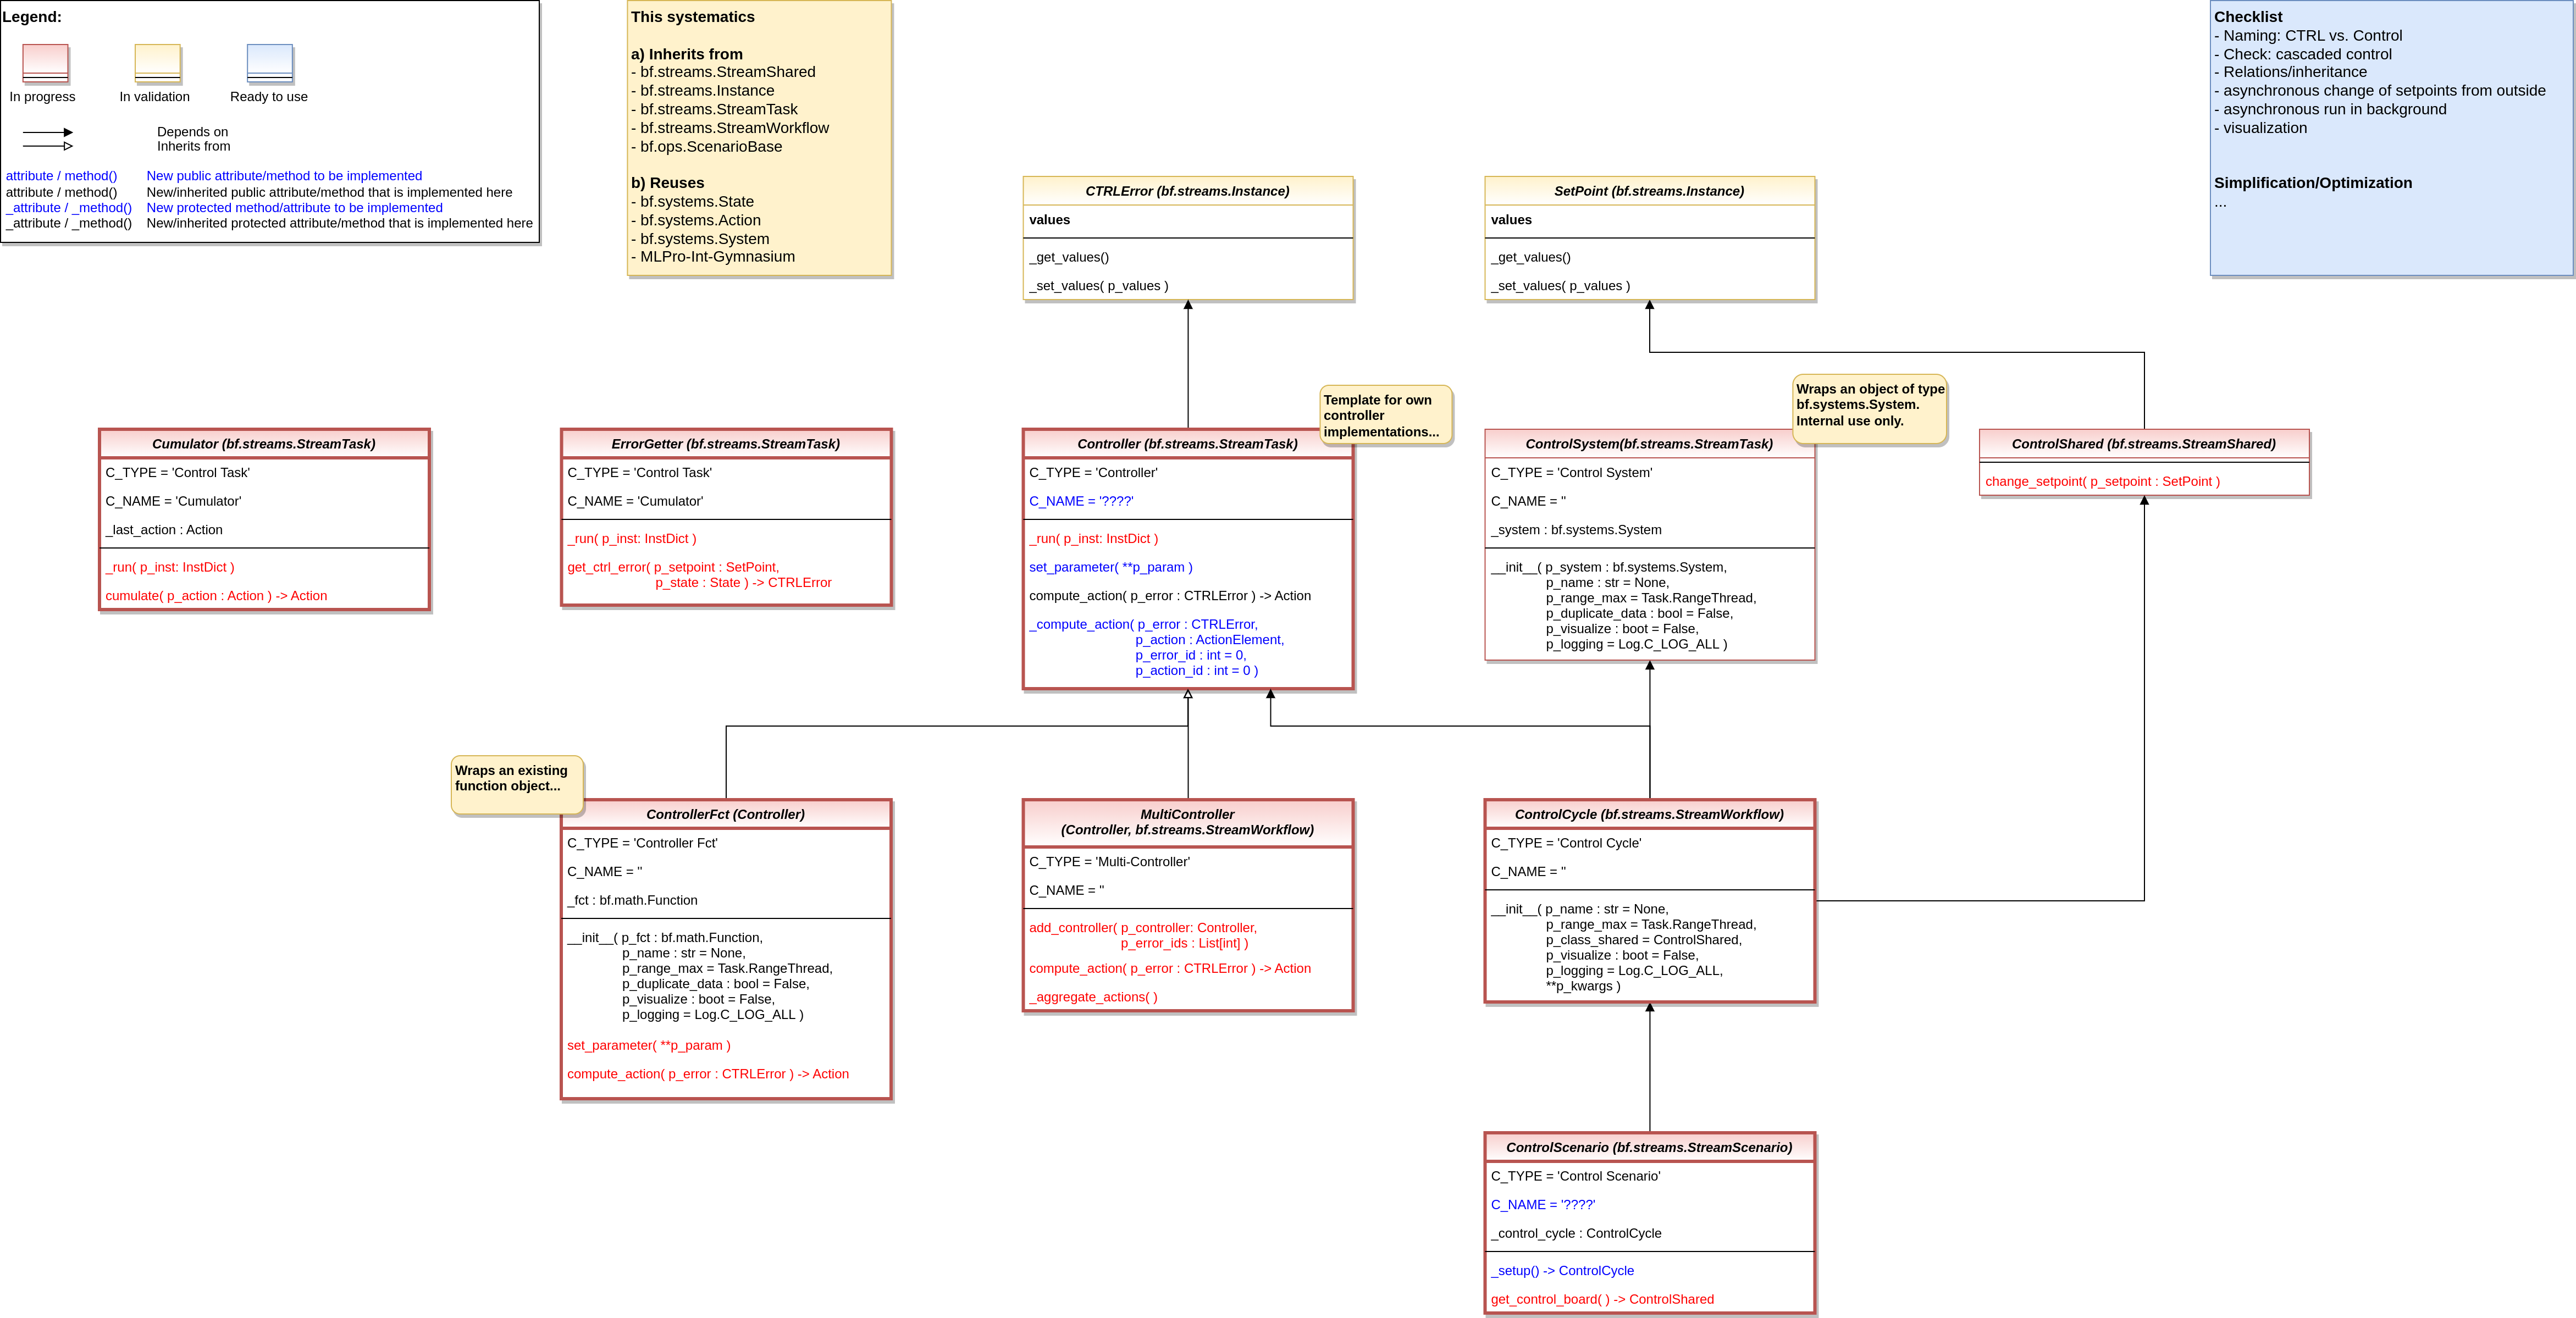 Legend:
In progress
In validation
Ready to use
Depends on
Inherits from
attribute / method() New public attribute/method to be implemented
attribute / method() New/inherited public attribute/method that is implemented here
_attribute / _method() New protected method/attribute to be implemented
_attribute / _method() New/inherited protected attribute/method that is implemented here
This systematics
a) Inherits from
- bf.streams.StreamShared
- bf.streams.Instance
- bf.streams.StreamTask
- bf.streams.StreamWorkflow
- bf.ops.ScenarioBase
b) Reuses
- bf.systems.State
- bf.systems.Action
- bf.systems.System
- MLPro-Int-Gymnasium
CTRLError (bf.streams.Instance)
values
_get_values()
_set_values( p_values )
SetPoint (bf.streams.Instance)
values
_get_values()
_set_values( p_values )
Checklist
- Naming: CTRL vs. Control
- Check: cascaded control
- Relations/inheritance
- asynchronous change of setpoints from outside
- asynchronous run in background
- visualization
Simplification/Optimization
...
Cumulator (bf.streams.StreamTask)
C_TYPE = 'Control Task'
C_NAME = 'Cumulator'
_last_action : Action
_run( p_inst: InstDict )
cumulate( p_action : Action ) -> Action
ErrorGetter (bf.streams.StreamTask)
C_TYPE = 'Control Task'
C_NAME = 'Cumulator'
_run( p_inst: InstDict )
get_ctrl_error( p_setpoint : SetPoint,
p_state : State ) -> CTRLError
Template for own
controller
implementations...
Controller (bf.streams.StreamTask)
C_TYPE = 'Controller'
C_NAME = '????'
_run( p_inst: InstDict )
set_parameter( **p_param )
compute_action( p_error : CTRLError ) -> Action
_compute_action( p_error : CTRLError,
p_action : ActionElement,
p_error_id : int = 0,
p_action_id : int = 0 )
Wraps an object of type
bf.systems.System.
Internal use only.
ControlSystem(bf.streams.StreamTask)
C_TYPE = 'Control System'
C_NAME = ''
_system : bf.systems.System
__init__( p_system : bf.systems.System,
p_name : str = None,
p_range_max = Task.RangeThread,
p_duplicate_data : bool = False,
p_visualize : boot = False,
p_logging = Log.C_LOG_ALL )
ControlShared (bf.streams.StreamShared)
change_setpoint( p_setpoint : SetPoint )
Wraps an existing
function object...
ControllerFct (Controller)
C_TYPE = 'Controller Fct'
C_NAME = ''
_fct : bf.math.Function
__init__( p_fct : bf.math.Function,
p_name : str = None,
p_range_max = Task.RangeThread,
p_duplicate_data : bool = False,
p_visualize : boot = False,
p_logging = Log.C_LOG_ALL )
set_parameter( **p_param )
compute_action( p_error : CTRLError ) -> Action
MultiController
(Controller, bf.streams.StreamWorkflow)
C_TYPE = 'Multi-Controller'
C_NAME = ''
add_controller( p_controller: Controller,
p_error_ids : List[int] )
compute_action( p_error : CTRLError ) -> Action
_aggregate_actions( )
ControlCycle (bf.streams.StreamWorkflow)
C_TYPE = 'Control Cycle'
C_NAME = ''
__init__( p_name : str = None,
p_range_max = Task.RangeThread,
p_class_shared = ControlShared,
p_visualize : boot = False,
p_logging = Log.C_LOG_ALL,
**p_kwargs )
ControlScenario (bf.streams.StreamScenario)
C_TYPE = 'Control Scenario'
C_NAME = '????'
_control_cycle : ControlCycle
_setup() -> ControlCycle
get_control_board( ) -> ControlShared